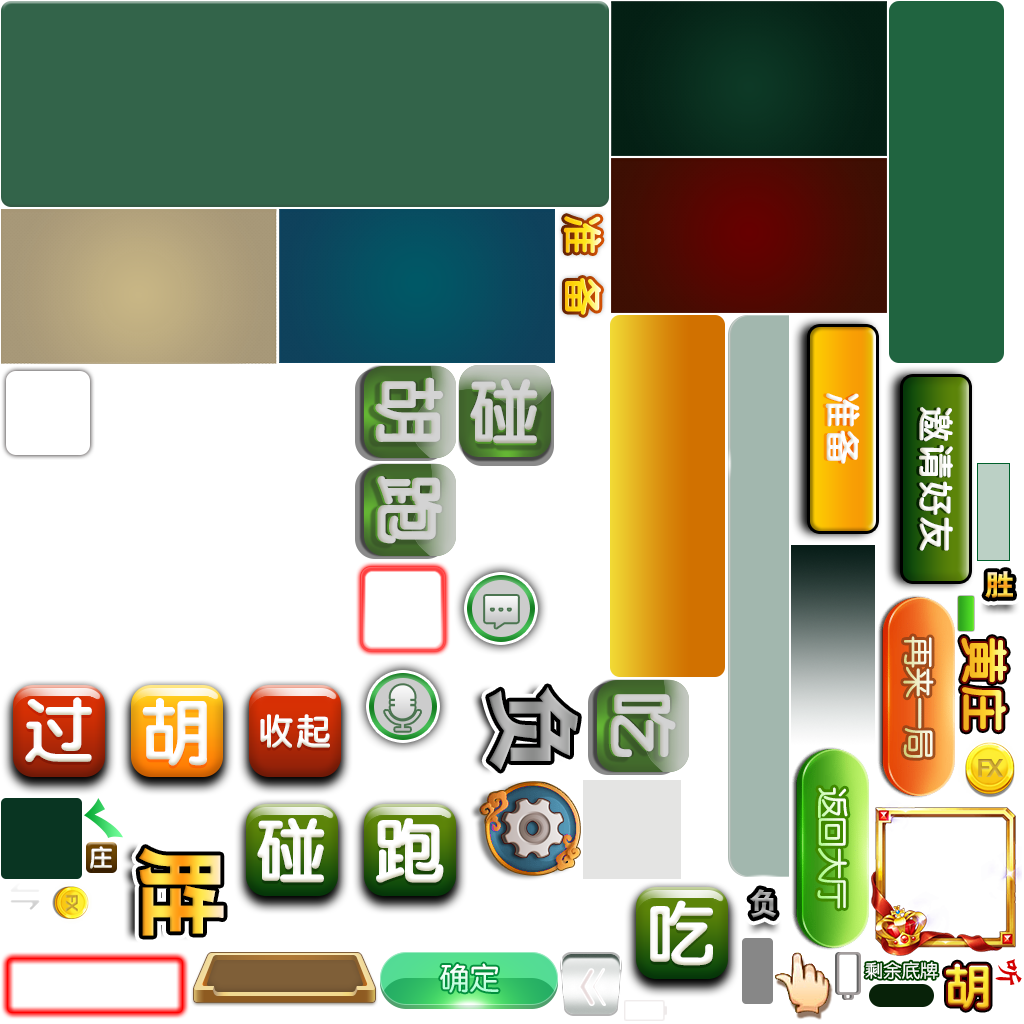 准备
胡
碰
跑
准备
邀请好友
胜
再来一局
黄庄
过
胡
收起
负
吃
FX
返回大厅
庄
胜
FX
碰
跑
吃
负
确定
剩余底牌
胡
听